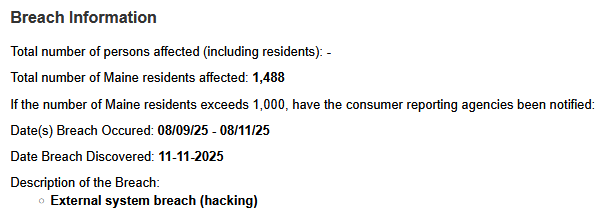 Breach Information
Total number of persons affected (including residents): -
Total number of Maine residents affected: 1,488
If the number of Maine residents exceeds 1,000, have the consumer reporting agencies been notified:
Date(s) Breach Occured: 08/09/25 - 08/11/25
Date Breach Discovered: 11-11-2025
Description of the Breach:
○ External system breach (hacking)